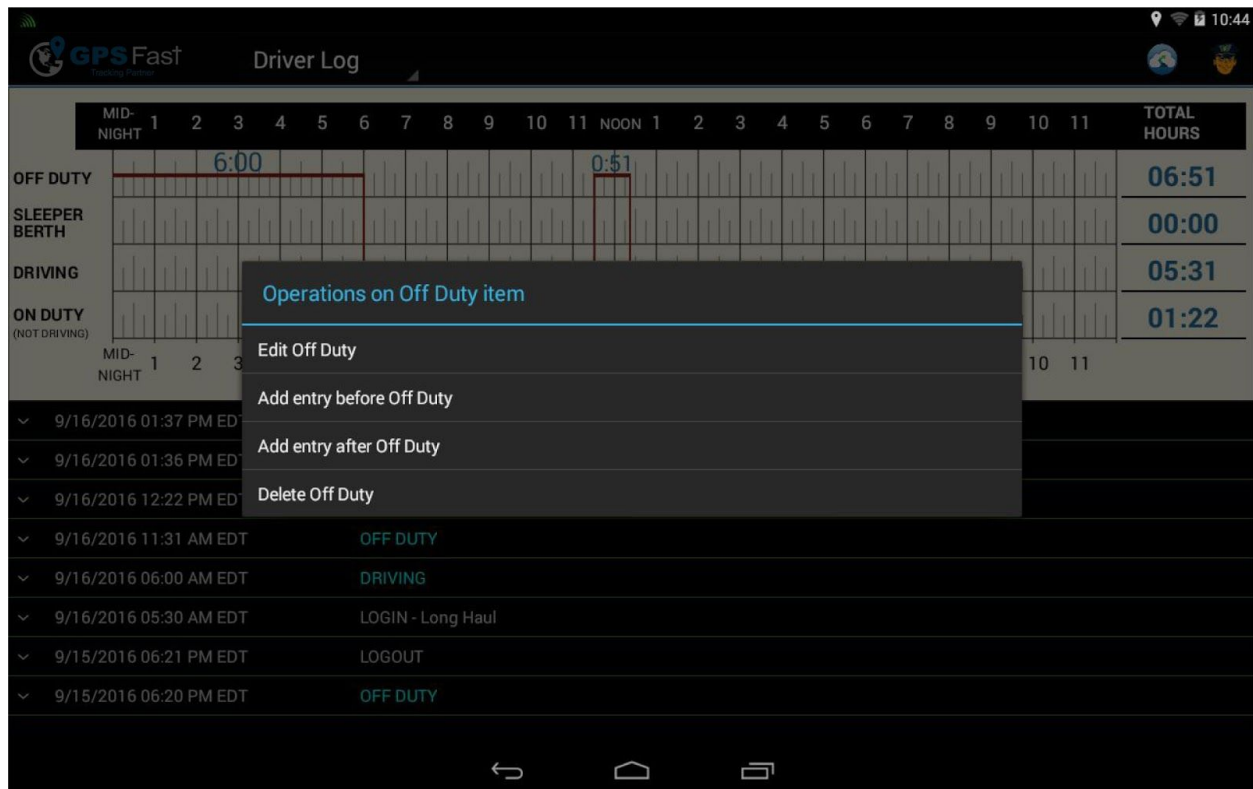 10:44
GPS Fast
Tracking Partner
Driver Log
MID-NIGHT 1 2 3 4 5 6 7 8 9 10 11 NOON 1 2 3 4 5 6 7 8 9 10 11 TOTAL HOURS
6:00 0:51
OFF DUTY 06:51
SLEEPER BERTH 00:00
DRIVING 05:31
ON DUTY 01:22
(NOT DRIVING)
MID-NIGHT 1 2 3 10 11
Operations on Off Duty item
Edit Off Duty
Add entry before Off Duty
Add entry after Off Duty
Delete Off Duty
9/16/2016 01:37 PM EDT
9/16/2016 01:36 PM EDT
9/16/2016 12:22 PM EDT
9/16/2016 11:31 AM EDT OFF DUTY
9/16/2016 06:00 AM EDT DRIVING
9/16/2016 05:30 AM EDT LOGIN - Long Haul
9/15/2016 06:21 PM EDT LOGOUT
9/15/2016 06:20 PM EDT OFF DUTY